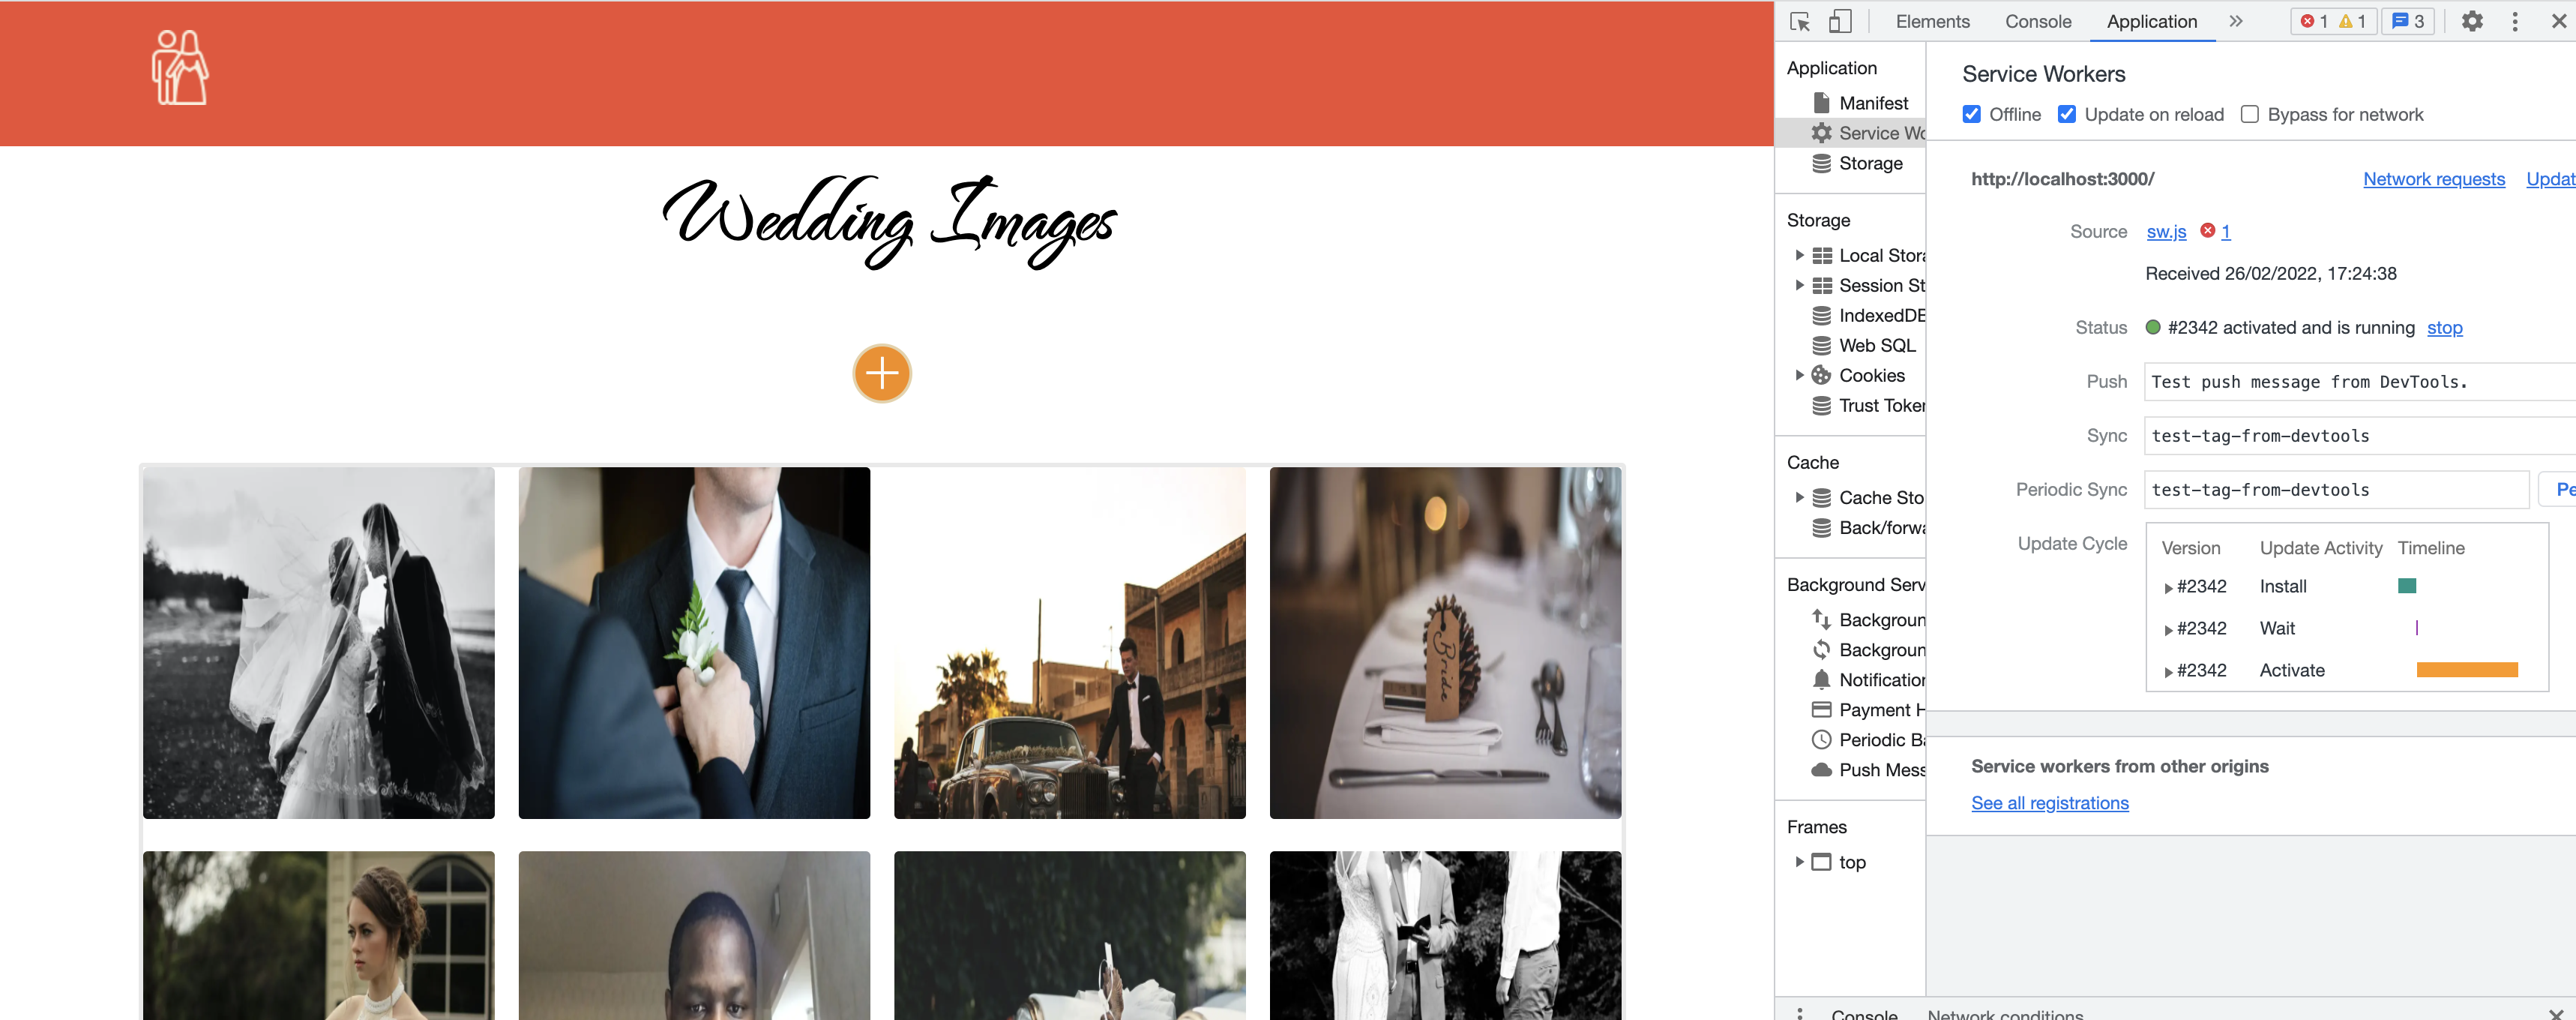 Wedding Images
Bride
Elements Console Application 1 1 3
Application
Manifest
Service Wo
Storage
Storage
Local Stora
Session St
IndexedDB
Web SQL
Cookies
Trust Token
Cache
Cache Sto
Back/forwa
Background Serv
Backgroun
Backgroun
Notification
Payment H
Periodic Ba
Push Mess
Frames
top
Service Workers
Offline Update on reload Bypass for network
http://localhost:3000/ Network requests Updat
Source sw.js 1
Received 26/02/2022, 17:24:38
Status #2342 activated and is running stop
Push Test push message from DevTools.
Sync test-tag-from-devtools
Periodic Sync test-tag-from-devtools Pe
Update Cycle Version Update Activity Timeline
#2342 Install
#2342 Wait
#2342 Activate
Service workers from other origins
See all registrations
Console Network conditions